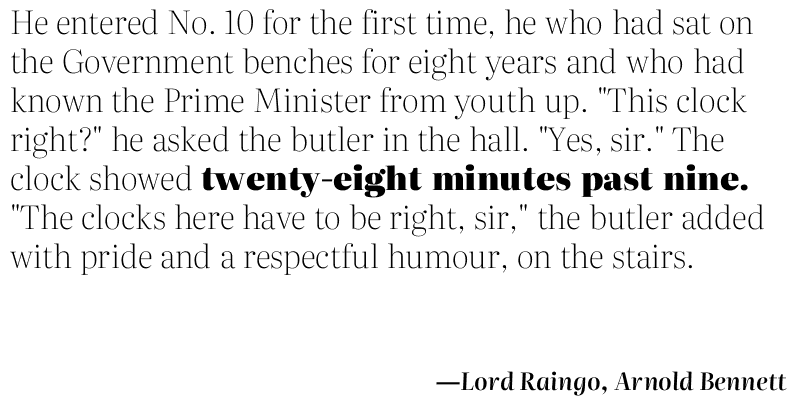 He entered No. 10 for the first time, he who had sat on
the Government benches for eight years and who had
known the Prime Minister from youth up. "This clock
right?" he asked the butler in the hall. "Yes, sir." The
clock showed twenty-eight minutes past nine.
"The clocks here have to be right, sir," the butler added
with pride and a respectful humour, on the stairs.
—Lord Raingo, Arnold Bennett